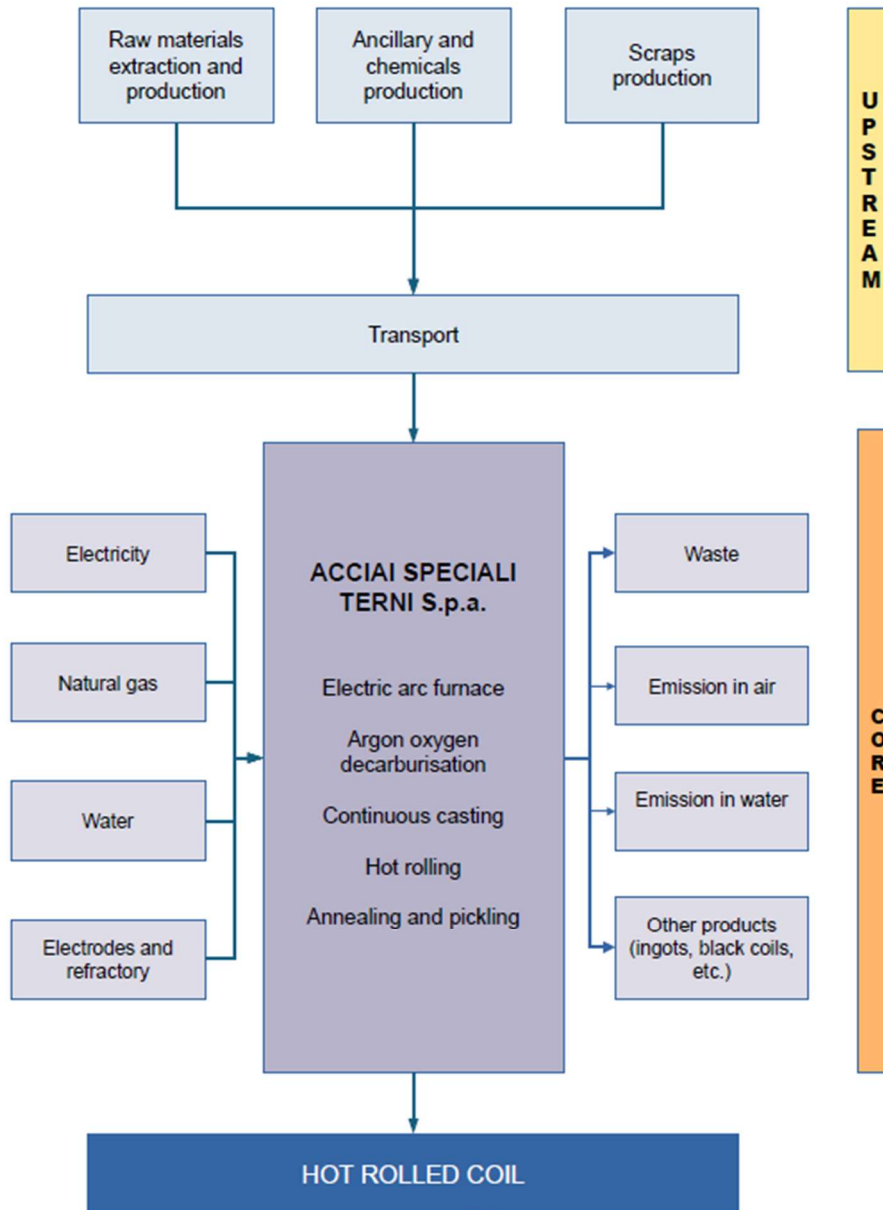 Raw materials
extraction and
production
Ancillary and
chemicals
production
Scraps
production
UPSTREAM
Transport
Electricity
Natural gas
Water
Electrodes and
refractory
ACCIAI SPECIALI
TERNI S.p.a.
Electric arc furnace
Argon oxygen
decarburisation
Continuous casting
Hot rolling
Annealing and pickling
Waste
Emission in air
Emission in water
Other products
(ingots, black coils,
etc.)
CORE
HOT ROLLED COIL